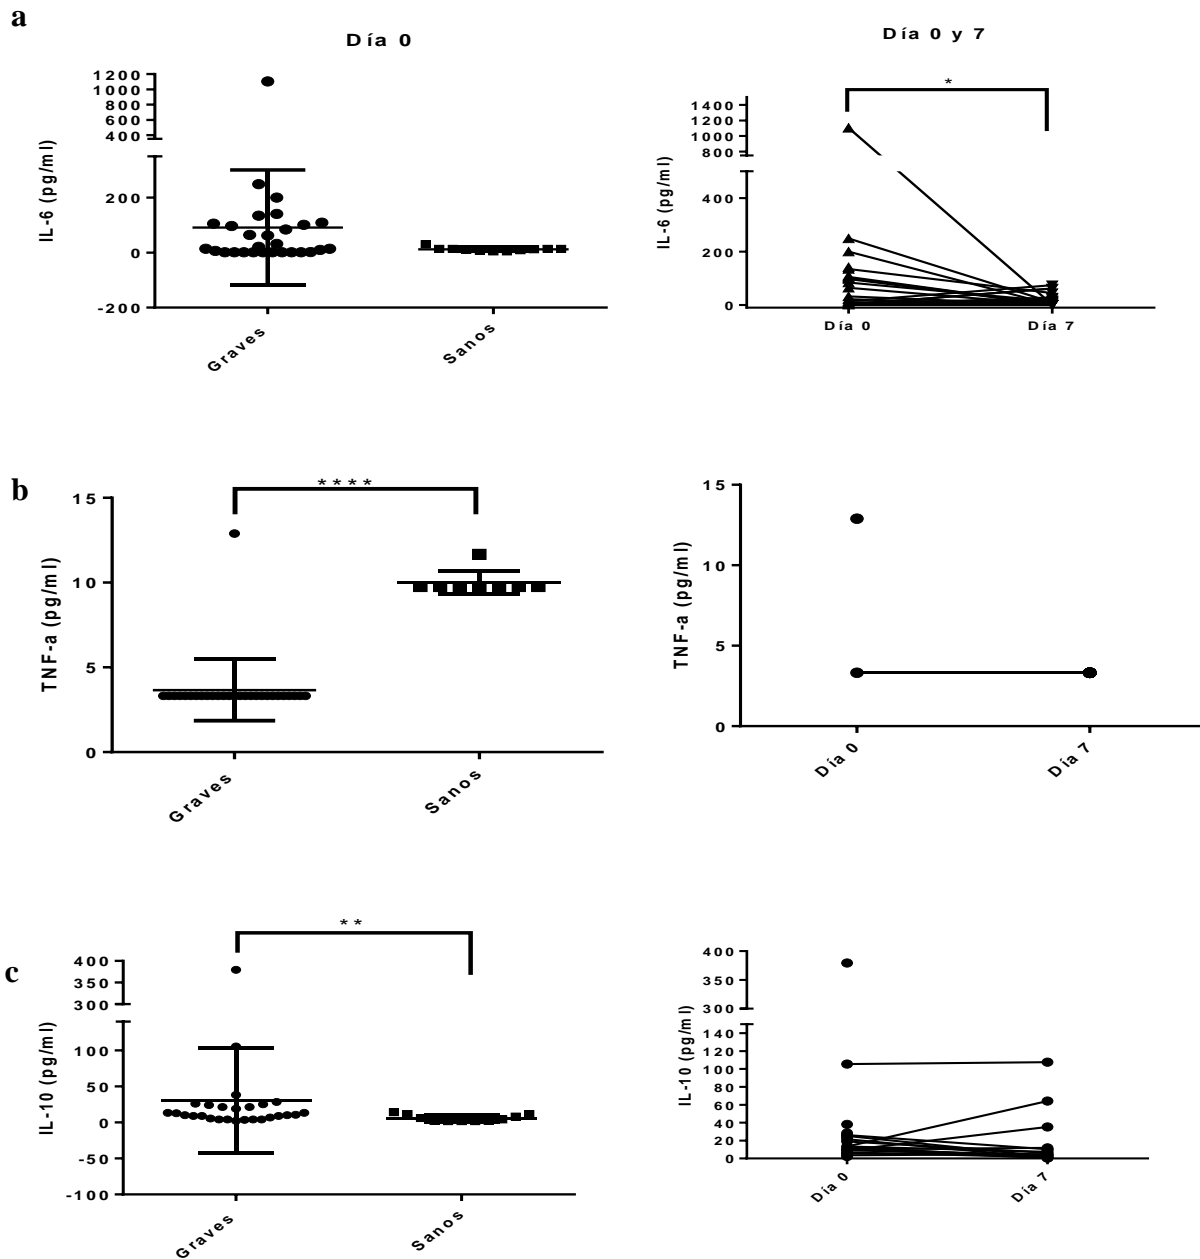 a
Día 0
1200
1000
800
600
400
200
0
-200
IL-6 (pg/ml)
Graves
Sanos
Día 0 y 7
*
1400
1200
1000
800
400
200
0
IL-6 (pg/ml)
Día 0
Día 7
b
****
15
10
5
0
TNF-a (pg/ml)
Graves
Sanos
15
10
5
0
TNF-a (pg/ml)
Día 0
Día 7
c
**
400
350
300
100
50
0
-50
-100
IL-10 (pg/ml)
Graves
Sanos
400
350
300
140
120
100
80
60
40
20
0
IL-10 (pg/ml)
Día 0
Día 7